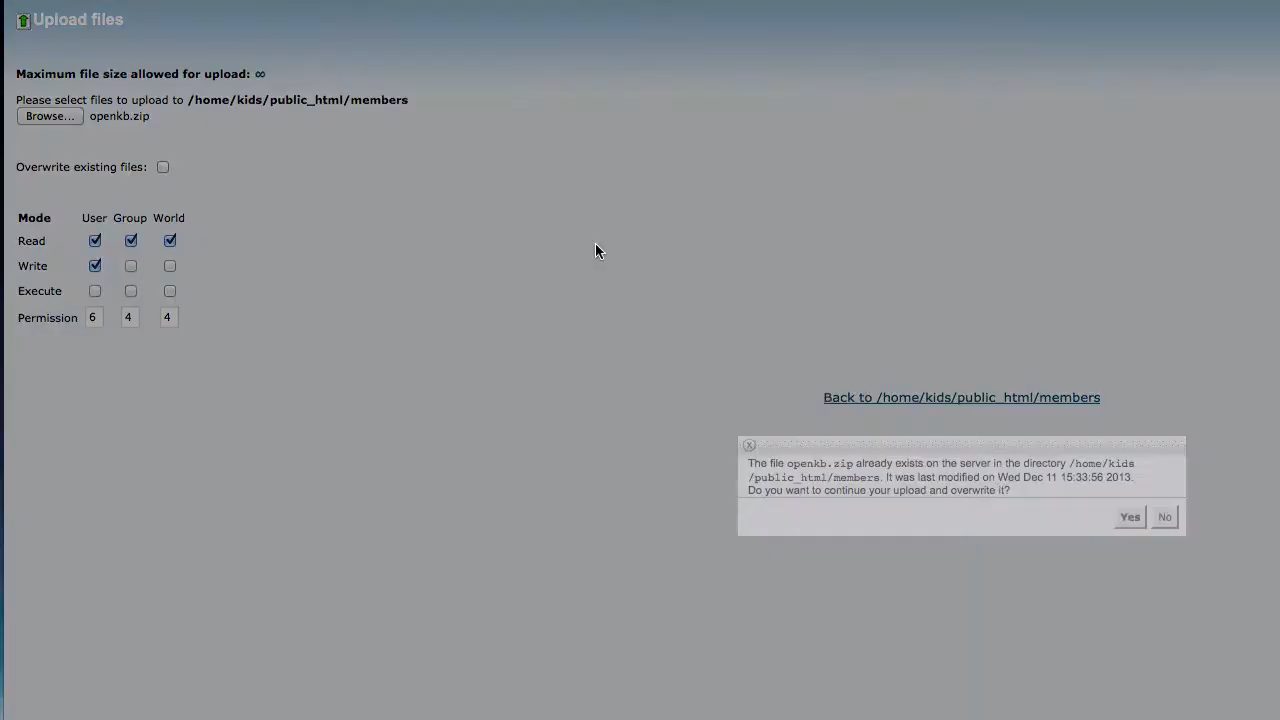 Upload files
Maximum file size allowed for upload: ∞
Please select files to upload to /home/kids/public_html/members
Browse... openkb.zip
Overwrite existing files:
Mode User Group World
Read
Write
Execute
Permission 6 4 4
Back to /home/kids/public_html/members
The file openkb.zip already exists on the server in the directory /home/kids
/public_html/members. It was last modified on Wed Dec 11 15:33:56 2013.
Do you want to continue your upload and overwrite it?
Yes No